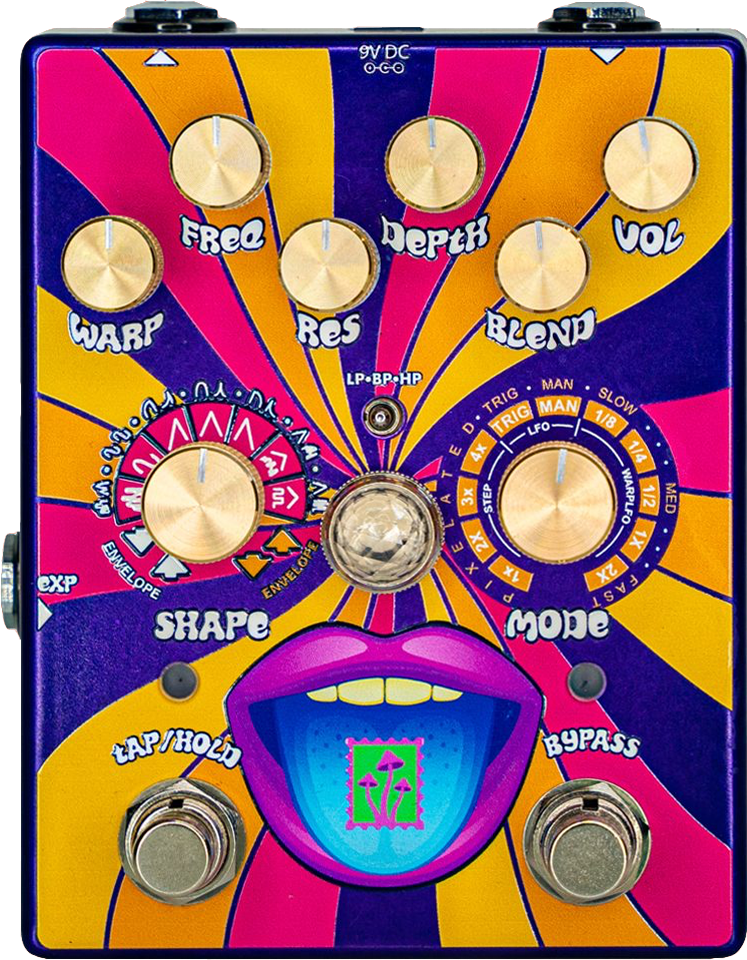 9V DC
FREQ
DEPTH
VOL
WARP
RES
BLEND
LP•BP•HP
TRIG • MAN • SLOW
TRIG
MAN
LFO
1/8
1/4
1/2
1X
2X
WARPLFO
MED
FAST
4X
3X
2X
1X
STEP
PIXELATED
ENVELOPE
ENVELOPE
EXP
SHAPE
MODE
TAP/HOLD
BYPASS